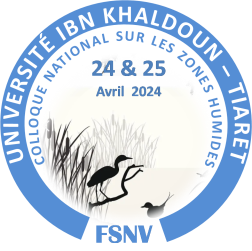 UNIVERSITÉ IBN KHALDOUN – TIARET
COLLOQUE NATIONAL SUR LES ZONES HUMIDES
24 & 25
Avril 2024
FSNV